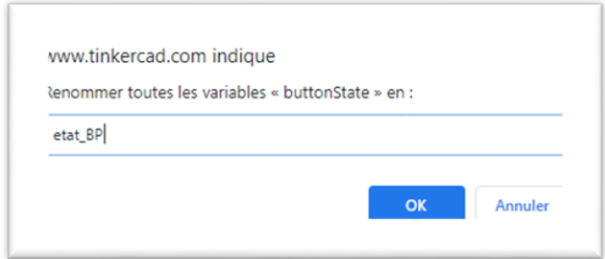 www.tinkercad.com indique
Renommer toutes les variables « buttonState » en :
etat_BP
OK Annuler